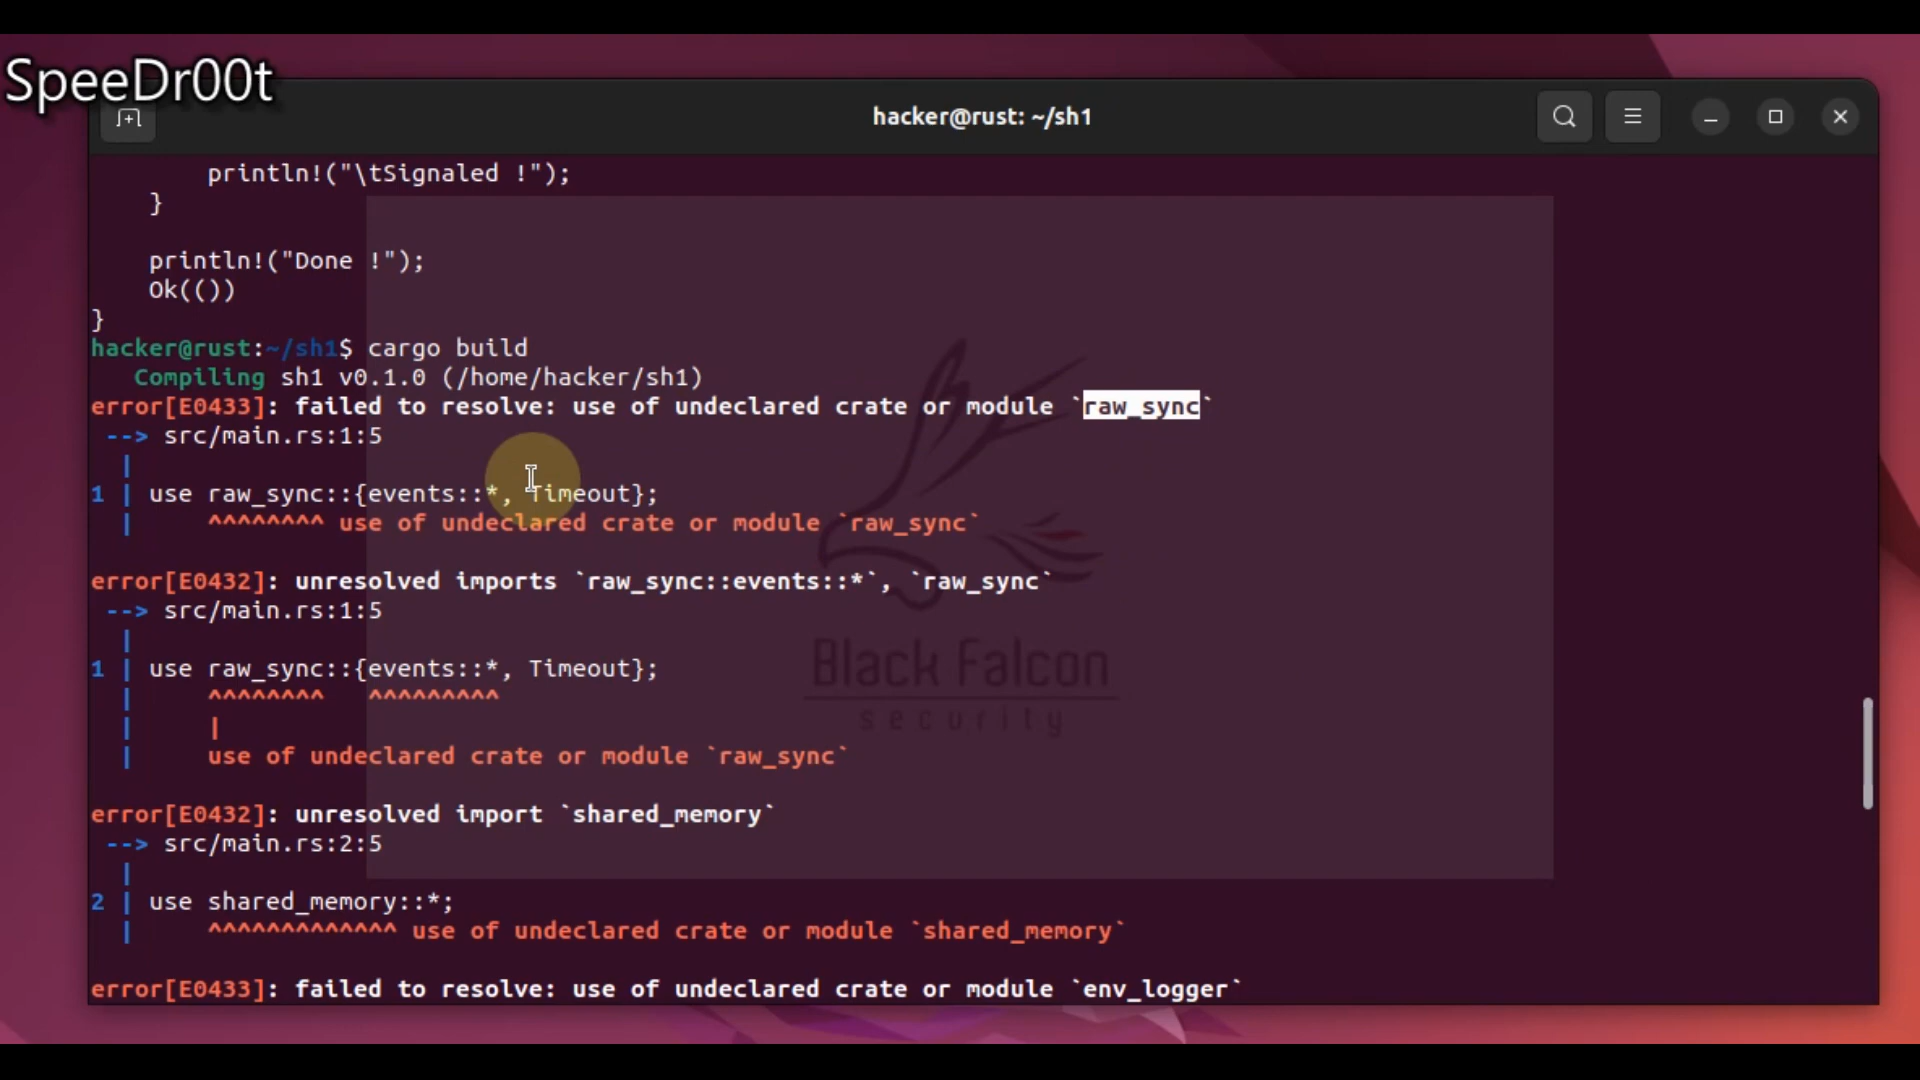 SpeeDr00t
hacker@rust: ~/sh1
println!("\tSignaled !");
}
println!("Done !");
Ok(())
}
hacker@rust:~/sh1$ cargo build
Compiling sh1 v0.1.0 (/home/hacker/sh1)
error[E0433]: failed to resolve: use of undeclared crate or module `raw_sync`
--> src/main.rs:1:5
|
1 | use raw_sync::{events::*, Timeout};
| ^^^^^^^^ use of undeclared crate or module `raw_sync`
error[E0432]: unresolved imports `raw_sync::events::*`, `raw_sync`
--> src/main.rs:1:5
|
1 | use raw_sync::{events::*, Timeout};
| ^^^^^^^^   ^^^^^^^^^
| |
| use of undeclared crate or module `raw_sync`
error[E0432]: unresolved import `shared_memory`
--> src/main.rs:2:5
|
2 | use shared_memory::*;
| ^^^^^^^^^^^^^ use of undeclared crate or module `shared_memory`
error[E0433]: failed to resolve: use of undeclared crate or module `env_logger`
Black Falcon
security